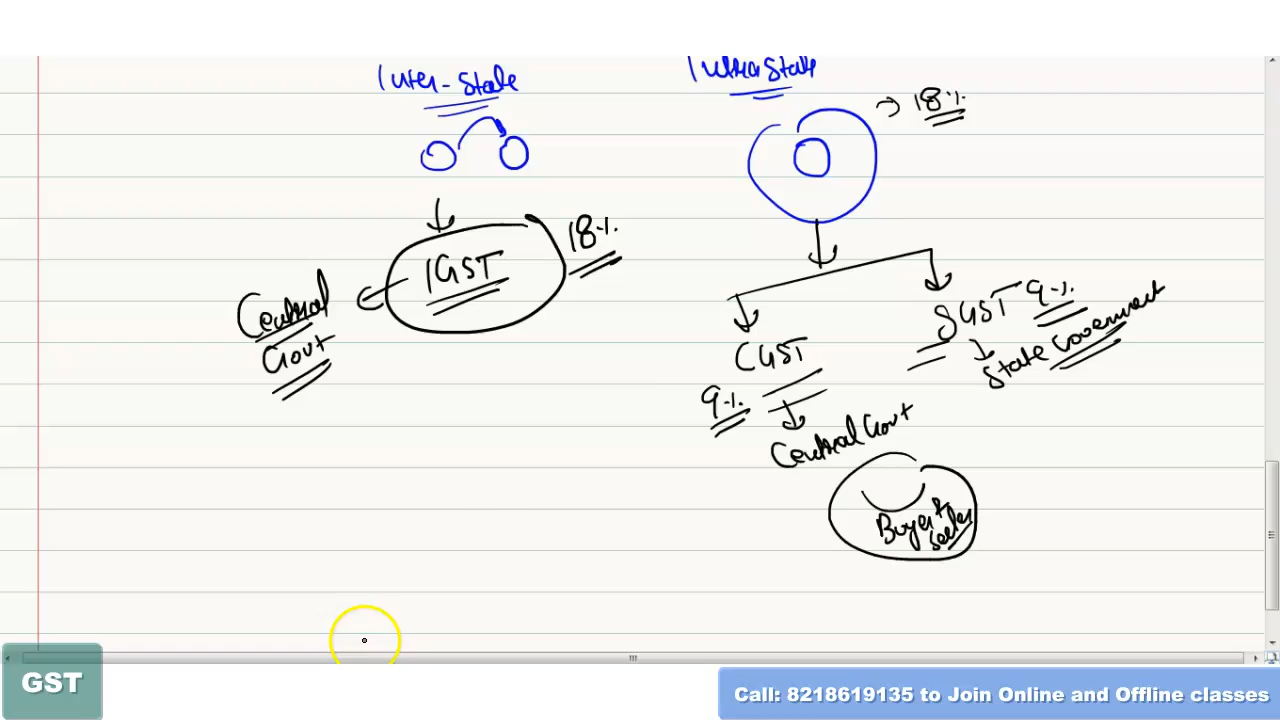 Inter-State
Intra State
18%
IGST
18%
Central
Govt
CGST
9%
Central Govt
SGST 9%
State Government
Buyer &
Seller
GST
Call: 8218619135 to Join Online and Offline classes